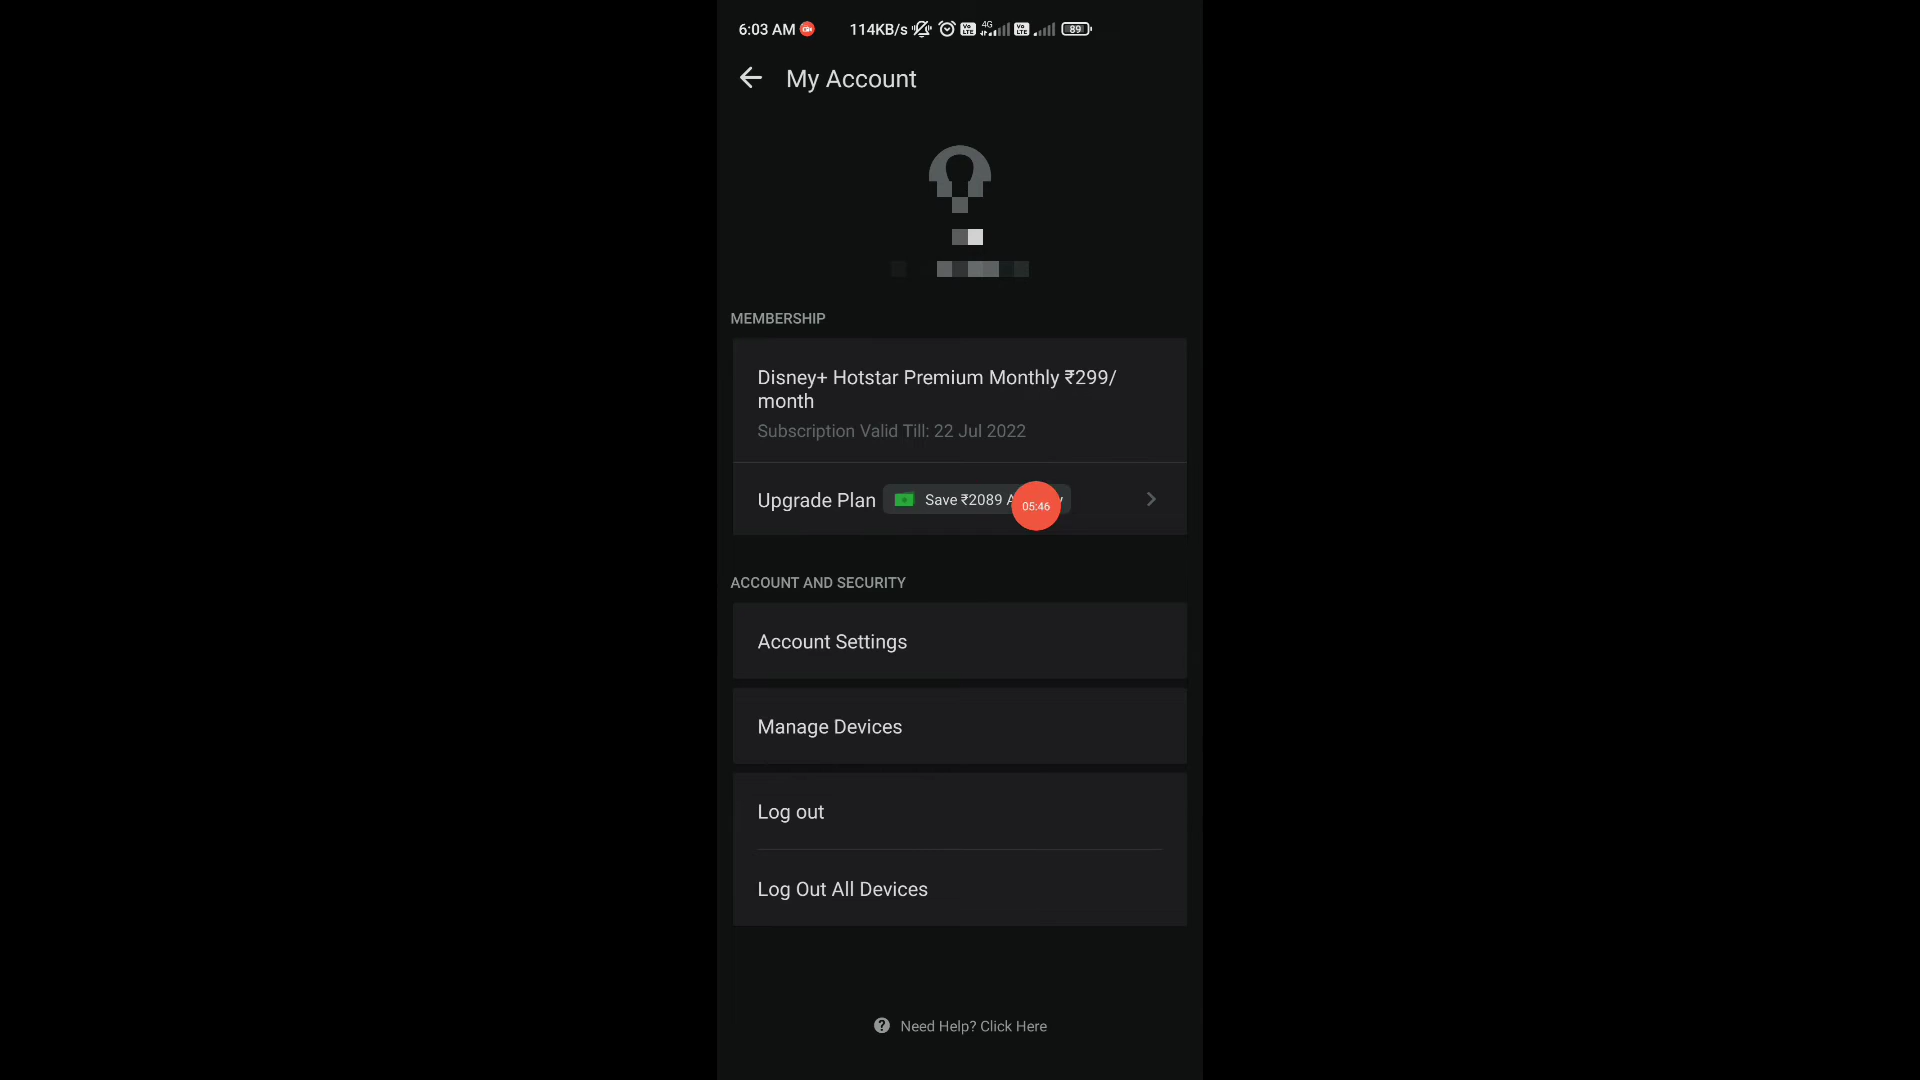 6:03 AM 114KB/s 4G 89
My Account
MEMBERSHIP
Disney+ Hotstar Premium Monthly ₹299/
month
Subscription Valid Till: 22 Jul 2022
Upgrade Plan Save ₹2089
05:46
ACCOUNT AND SECURITY
Account Settings
Manage Devices
Log out
Log Out All Devices
Need Help? Click Here